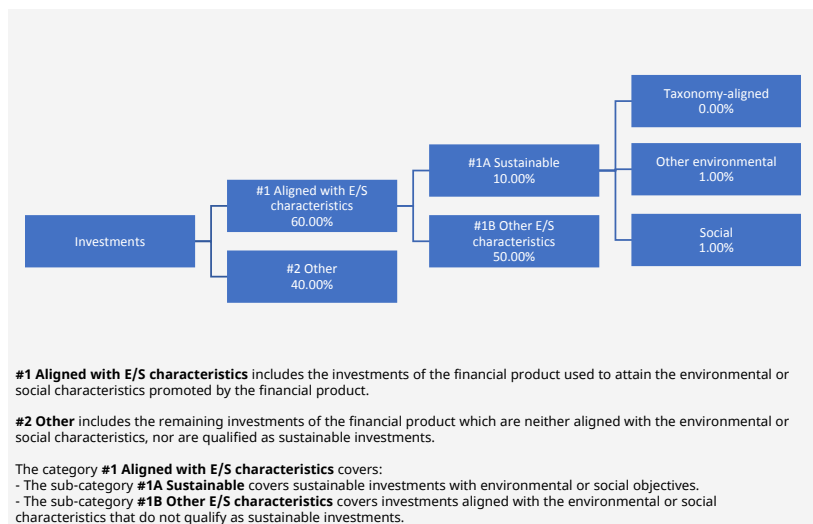 Taxonomy-aligned
0.00%
#1A Sustainable
10.00%
Other environmental
1.00%
#1 Aligned with E/S
characteristics
60.00%
#1B Other E/S
characteristics
50.00%
Social
1.00%
Investments
#2 Other
40.00%
#1 Aligned with E/S characteristics includes the investments of the financial product used to attain the environmental or
social characteristics promoted by the financial product.
#2 Other includes the remaining investments of the financial product which are neither aligned with the environmental or
social characteristics, nor are qualified as sustainable investments.
The category #1 Aligned with E/S characteristics covers:
- The sub-category #1A Sustainable covers sustainable investments with environmental or social objectives.
- The sub-category #1B Other E/S characteristics covers investments aligned with the environmental or social
characteristics that do not qualify as sustainable investments.